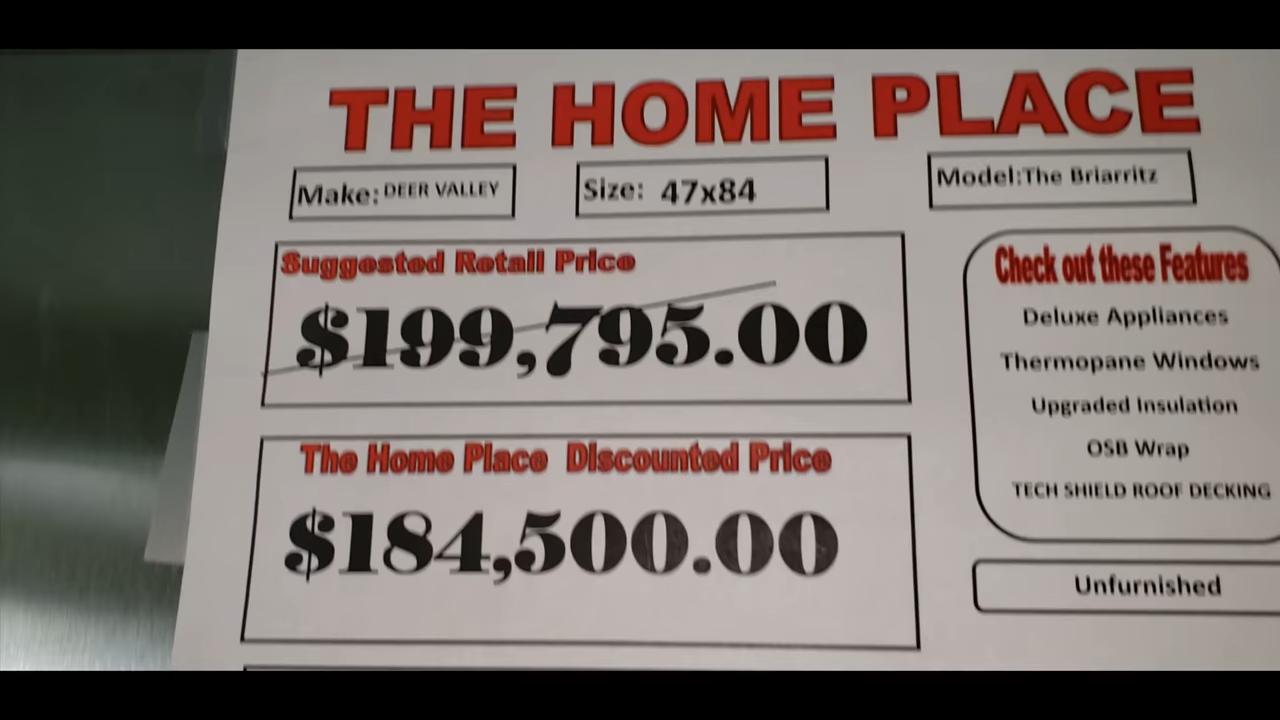 THE HOME PLACE
Make: DEER VALLEY
Size: 47x84
Model:The Briarritz
Suggested Retail Price
$199,795.00
The Home Place Discounted Price
$184,500.00
Check out these Features
Deluxe Appliances
Thermopane Windows
Upgraded Insulation
OSB Wrap
TECH SHIELD ROOF DECKING
Unfurnished